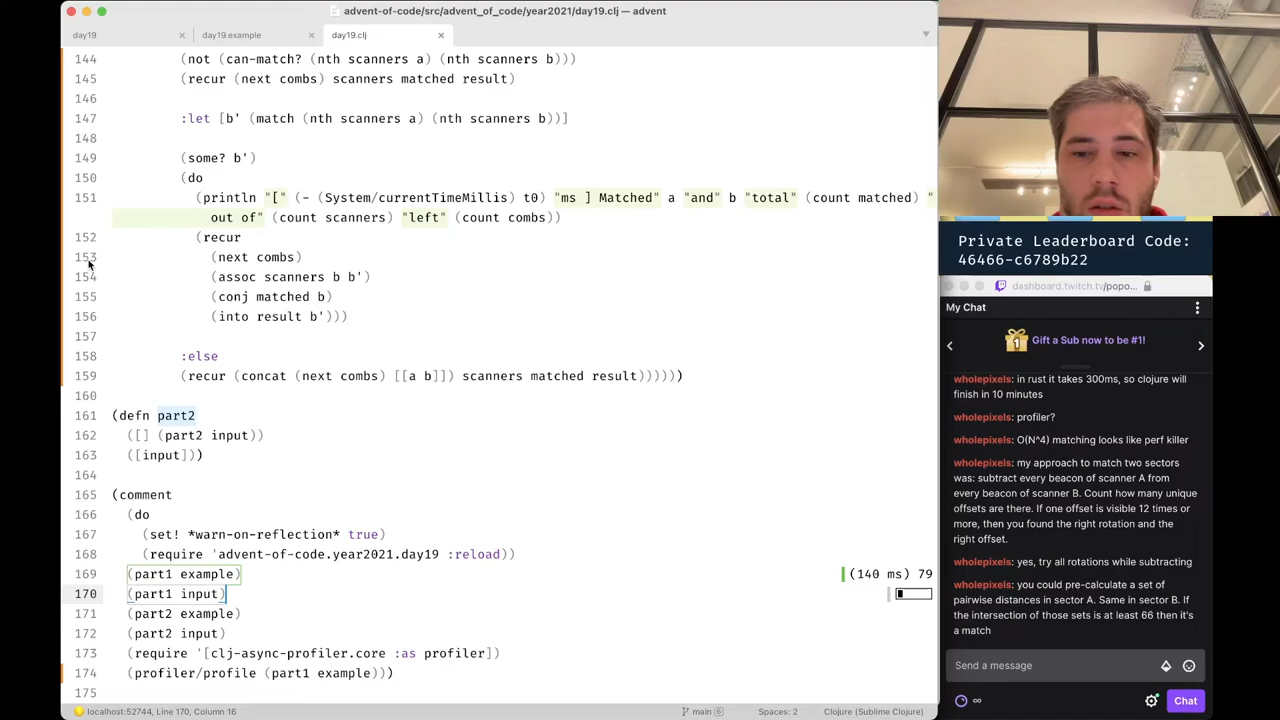 advent-of-code/src/advent_of_code/year2021/day19.clj — advent
day19
day19.example
day19.clj
144 (not (can-match? (nth scanners a) (nth scanners b)))
145 (recur (next combs) scanners matched result)
146
147 :let [b' (match (nth scanners a) (nth scanners b))]
148
149 (some? b')
150 (do
151 (println "[" (- (System/currentTimeMillis) t0) "ms ] Matched" a "and" b "total" (count matched) "
out of" (count scanners) "left" (count combs))
152 (recur
153 (next combs)
154 (assoc scanners b b')
155 (conj matched b)
156 (into result b')))
157
158 :else
159 (recur (concat (next combs) [[a b]]) scanners matched result))))))
160
161 (defn part2
162 ([] (part2 input))
163 ([input]))
164
165 (comment
166 (do
167 (set! *warn-on-reflection* true)
168 (require 'advent-of-code.year2021.day19 :reload))
169 (part1 example) (140 ms) 79
170 (part1 input)
171 (part2 example)
172 (part2 input)
173 (require '[clj-async-profiler.core :as profiler])
174 (profiler/profile (part1 example)))
175
localhost:52744, Line 170, Column 16
main 6
Spaces: 2
Clojure (Sublime Clojure)
Private Leaderboard Code:
46466-c6789b22
dashboard.twitch.tv/popo...
My Chat
1
Gift a Sub now to be #1!
wholepixels: in rust it takes 300ms, so clojure will
finish in 10 minutes
wholepixels: profiler?
wholepixels: O(N^4) matching looks like perf killer
wholepixels: my approach to match two sectors
was: subtract every beacon of scanner A from
every beacon of scanner B. Count how many unique
offsets are there. If one offset is visible 12 times or
more, then you found the right rotation and the
right offset.
wholepixels: yes, try all rotations while subtracting
wholepixels: you could pre-calculate a set of
pairwise distances in sector A. Same in sector B. If
the intersection of those sets is at least 66 then it's
a match
Send a message
∞
Chat